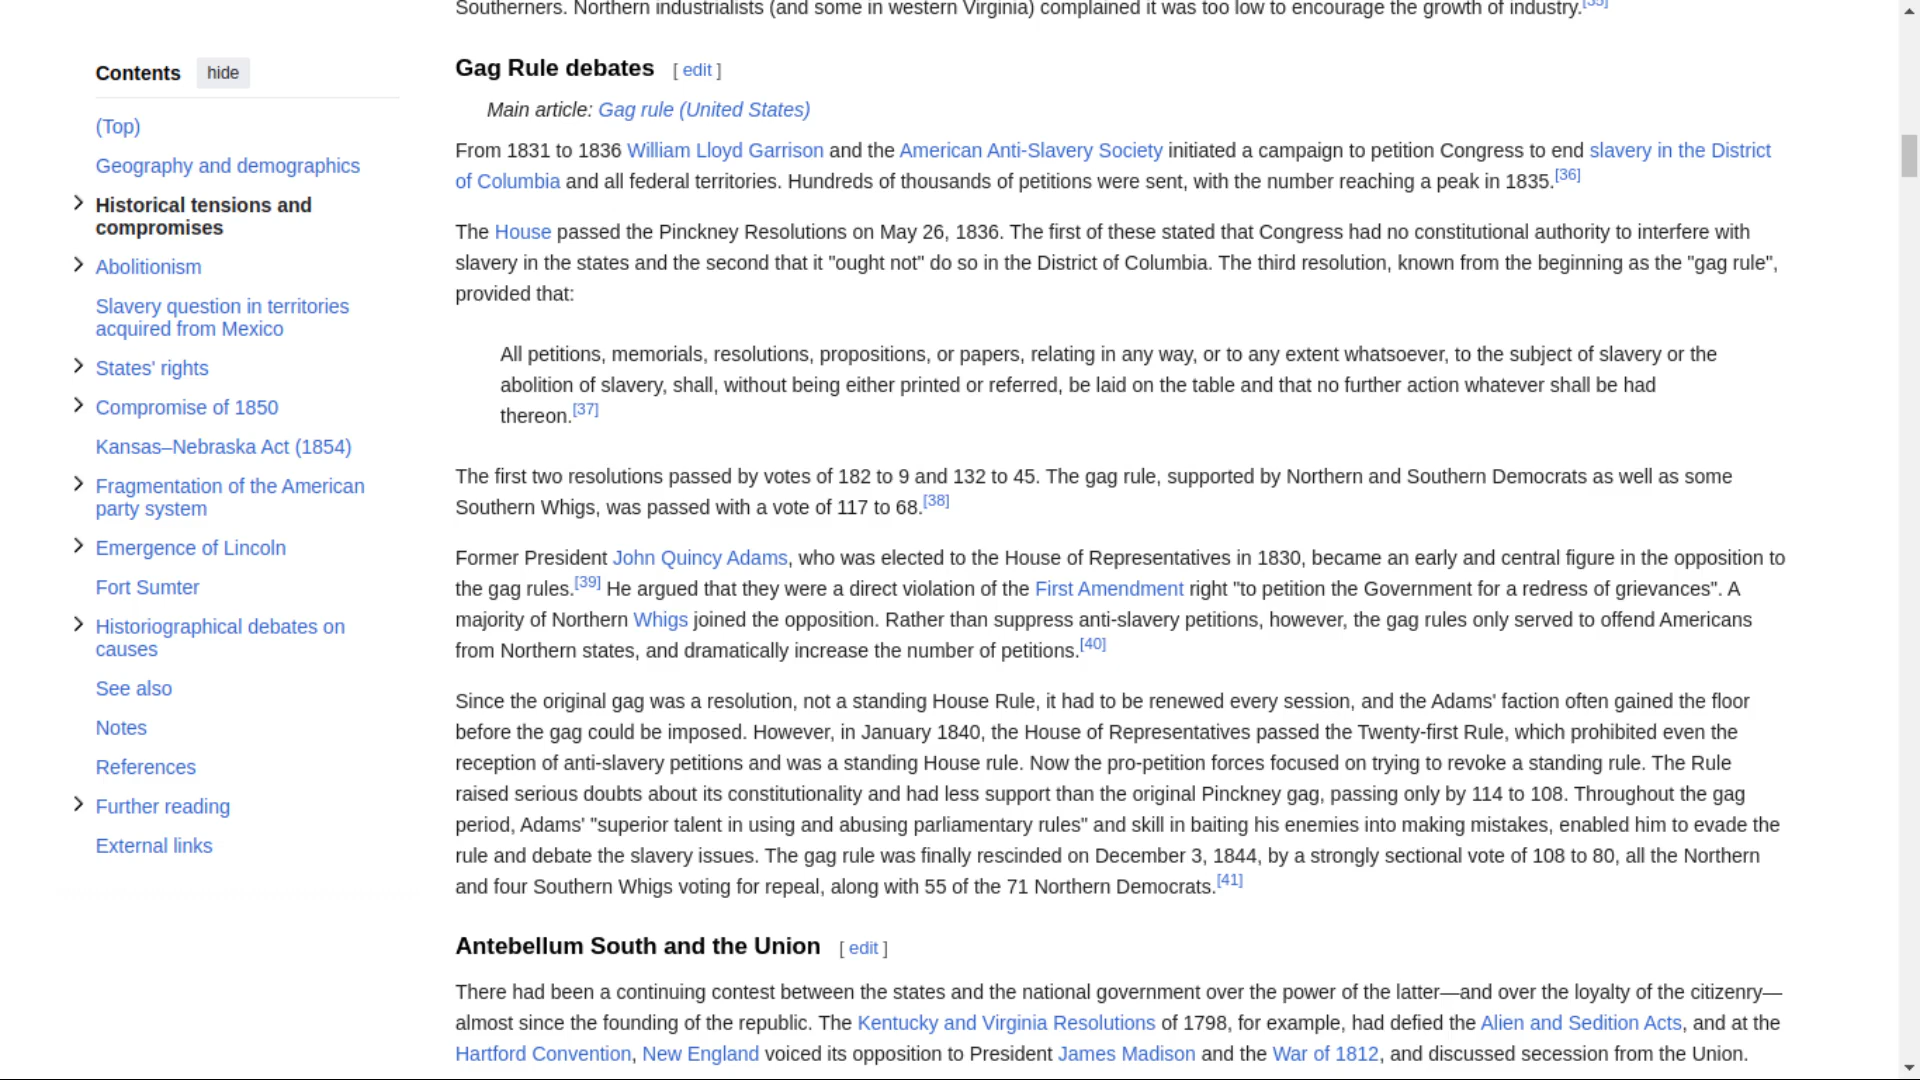 Southerners. Northern industrialists (and some in western Virginia) complained it was too low to encourage the growth of industry.[35]
Contents hide
(Top)
Geography and demographics
Historical tensions and
compromises
Abolitionism
Slavery question in territories
acquired from Mexico
States' rights
Compromise of 1850
Kansas–Nebraska Act (1854)
Fragmentation of the American
party system
Emergence of Lincoln
Fort Sumter
Historiographical debates on
causes
See also
Notes
References
Further reading
External links
Gag Rule debates [ edit ]
Main article: Gag rule (United States)
From 1831 to 1836 William Lloyd Garrison and the American Anti-Slavery Society initiated a campaign to petition Congress to end slavery in the District
of Columbia and all federal territories. Hundreds of thousands of petitions were sent, with the number reaching a peak in 1835.[36]
The House passed the Pinckney Resolutions on May 26, 1836. The first of these stated that Congress had no constitutional authority to interfere with
slavery in the states and the second that it "ought not" do so in the District of Columbia. The third resolution, known from the beginning as the "gag rule",
provided that:
All petitions, memorials, resolutions, propositions, or papers, relating in any way, or to any extent whatsoever, to the subject of slavery or the
abolition of slavery, shall, without being either printed or referred, be laid on the table and that no further action whatever shall be had
thereon.[37]
The first two resolutions passed by votes of 182 to 9 and 132 to 45. The gag rule, supported by Northern and Southern Democrats as well as some
Southern Whigs, was passed with a vote of 117 to 68.[38]
Former President John Quincy Adams, who was elected to the House of Representatives in 1830, became an early and central figure in the opposition to
the gag rules.[39] He argued that they were a direct violation of the First Amendment right "to petition the Government for a redress of grievances". A
majority of Northern Whigs joined the opposition. Rather than suppress anti-slavery petitions, however, the gag rules only served to offend Americans
from Northern states, and dramatically increase the number of petitions.[40]
Since the original gag was a resolution, not a standing House Rule, it had to be renewed every session, and the Adams' faction often gained the floor
before the gag could be imposed. However, in January 1840, the House of Representatives passed the Twenty-first Rule, which prohibited even the
reception of anti-slavery petitions and was a standing House rule. Now the pro-petition forces focused on trying to revoke a standing rule. The Rule
raised serious doubts about its constitutionality and had less support than the original Pinckney gag, passing only by 114 to 108. Throughout the gag
period, Adams' "superior talent in using and abusing parliamentary rules" and skill in baiting his enemies into making mistakes, enabled him to evade the
rule and debate the slavery issues. The gag rule was finally rescinded on December 3, 1844, by a strongly sectional vote of 108 to 80, all the Northern
and four Southern Whigs voting for repeal, along with 55 of the 71 Northern Democrats.[41]
Antebellum South and the Union [ edit ]
There had been a continuing contest between the states and the national government over the power of the latter—and over the loyalty of the citizenry—
almost since the founding of the republic. The Kentucky and Virginia Resolutions of 1798, for example, had defied the Alien and Sedition Acts, and at the
Hartford Convention, New England voiced its opposition to President James Madison and the War of 1812, and discussed secession from the Union.